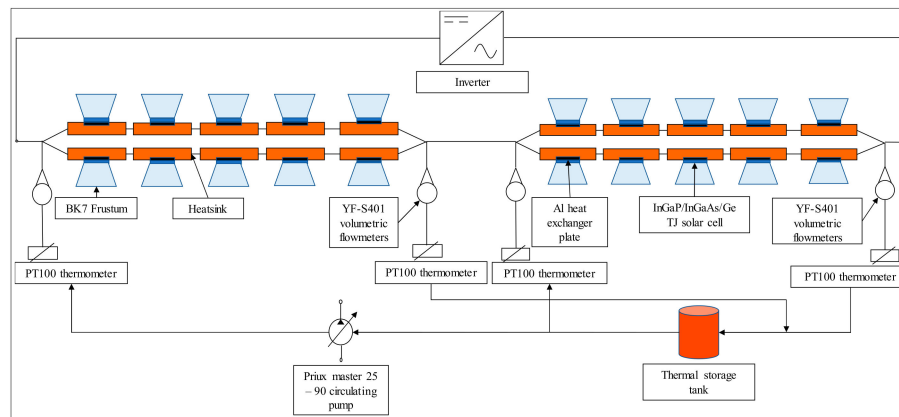 Inverter
BK7 Frustum
Heatsink
YF-S401
volumetric
flowmeters
Al heat
exchanger
plate
InGaP/InGaAs/Ge
TJ solar cell
YF-S401
volumetric
flowmeters
PT100 thermometer
PT100 thermometer
PT100 thermometer
PT100 thermometer
Priux master 25
– 90 circulating
pump
Thermal storage
tank